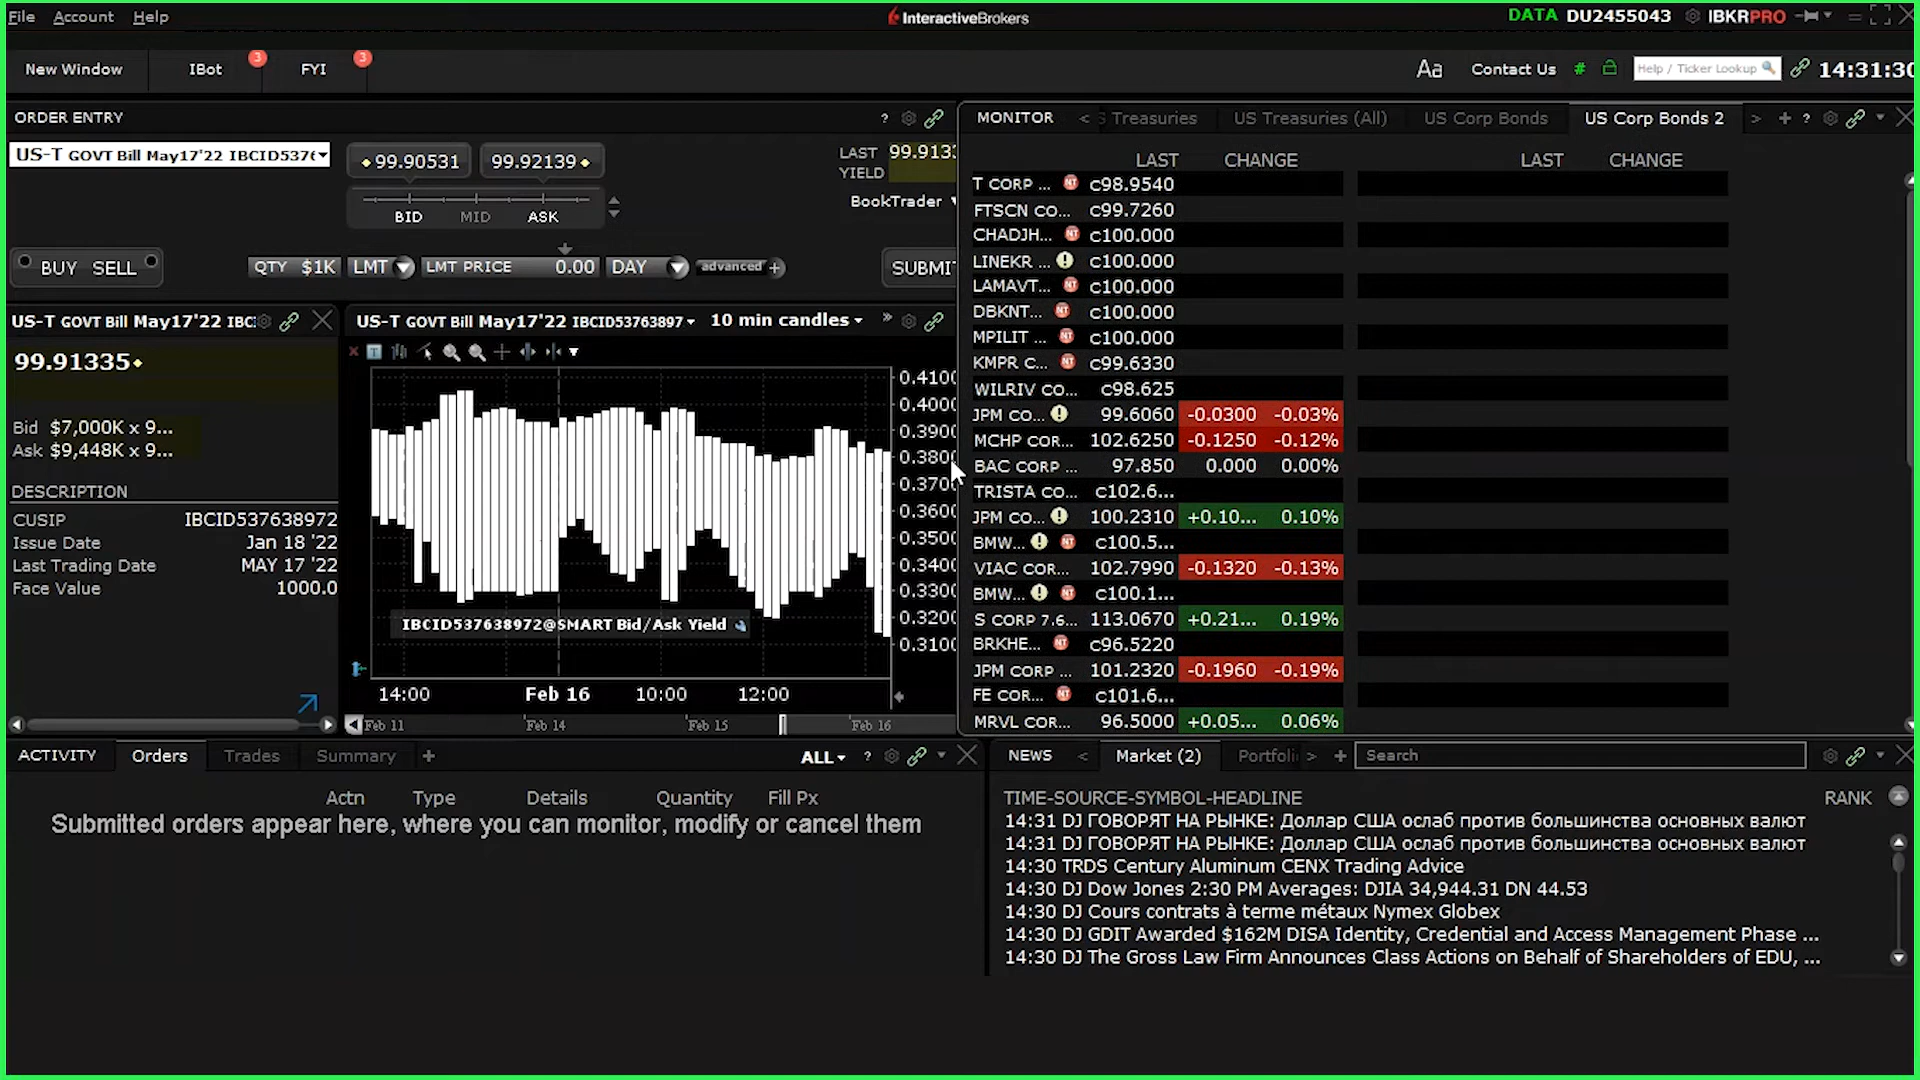 File Account Help
InteractiveBrokers
DATA DU2455043 IBKRPRO
New Window IBot 3 FYI 3
Aa Contact Us # Help / Ticker Lookup 14:31:30
ORDER ENTRY ?
US-T GOVT Bill May17'22
99.90531 99.92139
BID MID ASK
LAST
YIELD
BookTrader
BUY SELL QTY $1K LMT LMT PRICE 0.00 DAY advanced +
US-T GOVT Bill May17'22
99.91335
Bid $7,000K x 9...
Ask $9,448K x 9...
DESCRIPTION
CUSIP IBCID537638972
Issue Date Jan 18 '22
Last Trading Date MAY 17 '22
Face Value 1000.0
US-T GOVT Bill May17'22 IBCID53763897 10 min candles
0.4100
0.4000
0.3900
0.3800
0.3700
0.3600
0.3500
0.3400
0.3300
0.3200
0.3100
IBCID537638972@SMART Bid/Ask Yield
14:00 Feb 16 10:00 12:00
Feb 11 Feb 14 Feb 15 Feb 16
MONITOR < Treasuries US Treasuries (All) US Corp Bonds US Corp Bonds 2 > + ?
LAST CHANGE LAST CHANGE
T CORP ... NT c98.9540
FTSCN CO... c99.7260
CHADJH... NT c100.000
LINEKR ... c100.000
LAMAVT... NT c100.000
DBKNT... NT c100.000
MPILIT ... NT c100.000
KMPR C... NT c99.6330
WILRIV CO... c98.625
JPM CO... 99.6060 -0.0300 -0.03%
MCHP COR... 102.6250 -0.1250 -0.12%
BAC CORP ... 97.850 0.000 0.00%
TRISTA CO... c102.6...
JPM CO... 100.2310 +0.10... 0.10%
BMW... NT c100.5...
VIAC COR... 102.7990 -0.1320 -0.13%
BMW... NT c100.1...
S CORP 7.6... 113.0670 +0.21... 0.19%
BRKHE... NT c96.5220
JPM CORP ... 101.2320 -0.1960 -0.19%
FE COR... NT c101.6...
MRVL COR... 96.5000 +0.05... 0.06%
ACTIVITY Orders Trades Summary + ALL ?
Actn Type Details Quantity Fill Px
Submitted orders appear here, where you can monitor, modify or cancel them
NEWS < Market (2) > + Search
TIME-SOURCE-SYMBOL-HEADLINE RANK
14:31 DJ ГОВОРЯТ НА РЫНКЕ: Доллар США ослаб против большинства основных валют
14:31 DJ ГОВОРЯТ НА РЫНКЕ: Доллар США ослаб против большинства основных валют
14:30 TRDS Century Aluminum CENX Trading Advice
14:30 DJ Dow Jones 2:30 PM Averages: DJIA 34,944.31 DN 44.53
14:30 DJ Cours contrats à terme métaux Nymex Globex
14:30 DJ GDIT Awarded $162M DISA Identity, Credential and Access Management Phase ...
14:30 DJ The Gross Law Firm Announces Class Actions on Behalf of Shareholders of EDU, ...